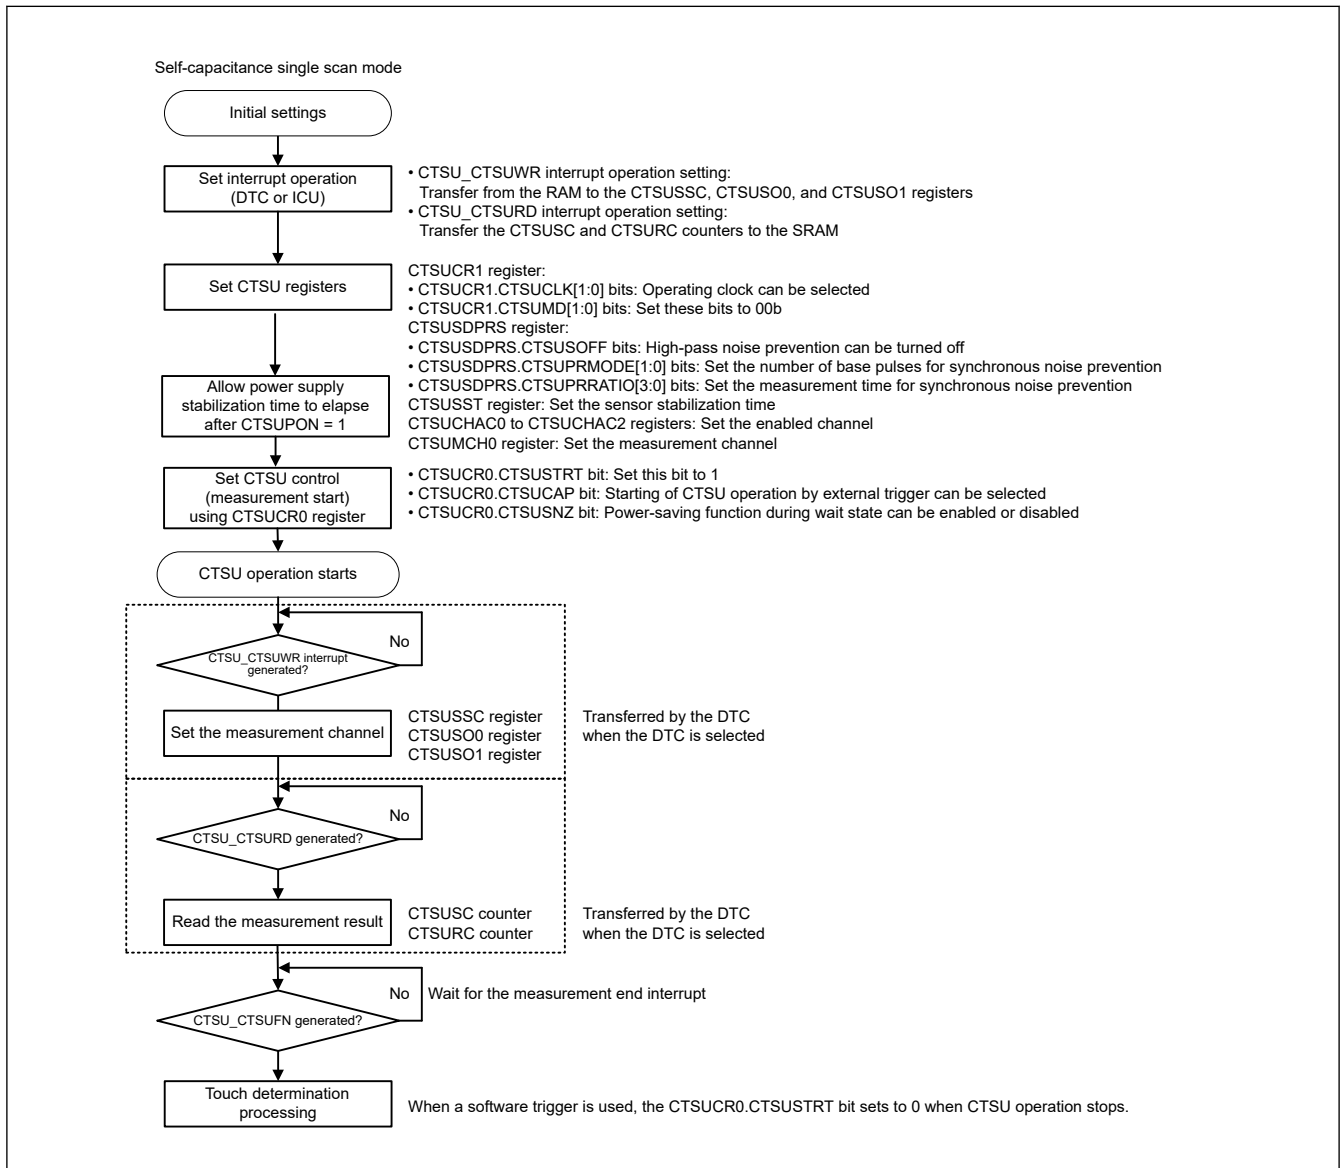 Self-capacitance single scan mode
Initial settings
Set interrupt operation
(DTC or ICU)
• CTSU_CTSUWR interrupt operation setting:
Transfer from the RAM to the CTSUSSC, CTSUSO0, and CTSUSO1 registers
• CTSU_CTSURD interrupt operation setting:
Transfer the CTSUSC and CTSURC counters to the SRAM
Set CTSU registers
CTSUCR1 register:
• CTSUCR1.CTSUCLK[1:0] bits: Operating clock can be selected
• CTSUCR1.CTSUMD[1:0] bits: Set these bits to 00b
CTSUSDPRS register:
• CTSUSDPRS.CTSUSOFF bits: High-pass noise prevention can be turned off
• CTSUSDPRS.CTSUPRMODE[1:0] bits: Set the number of base pulses for synchronous noise prevention
• CTSUSDPRS.CTSUPRRATIO[3:0] bits: Set the measurement time for synchronous noise prevention
CTSUSST register: Set the sensor stabilization time
CTSUCHAC0 to CTSUCHAC2 registers: Set the enabled channel
CTSUMCH0 register: Set the measurement channel
Allow power supply
stabilization time to elapse
after CTSUPON = 1
Set CTSU control
(measurement start)
using CTSUCR0 register
• CTSUCR0.CTSUSTRT bit: Set this bit to 1
• CTSUCR0.CTSUCAP bit: Starting of CTSU operation by external trigger can be selected
• CTSUCR0.CTSUSNZ bit: Power-saving function during wait state can be enabled or disabled
CTSU operation starts
No
CTSU_CTSUWR interrupt
generated?
Set the measurement channel
CTSUSSC register
CTSUSO0 register
CTSUSO1 register
Transferred by the DTC
when the DTC is selected
No
CTSU_CTSURD generated?
Read the measurement result
CTSUSC counter
CTSURC counter
Transferred by the DTC
when the DTC is selected
No
Wait for the measurement end interrupt
CTSU_CTSUFN generated?
Touch determination
processing
When a software trigger is used, the CTSUCR0.CTSUSTRT bit sets to 0 when CTSU operation stops.